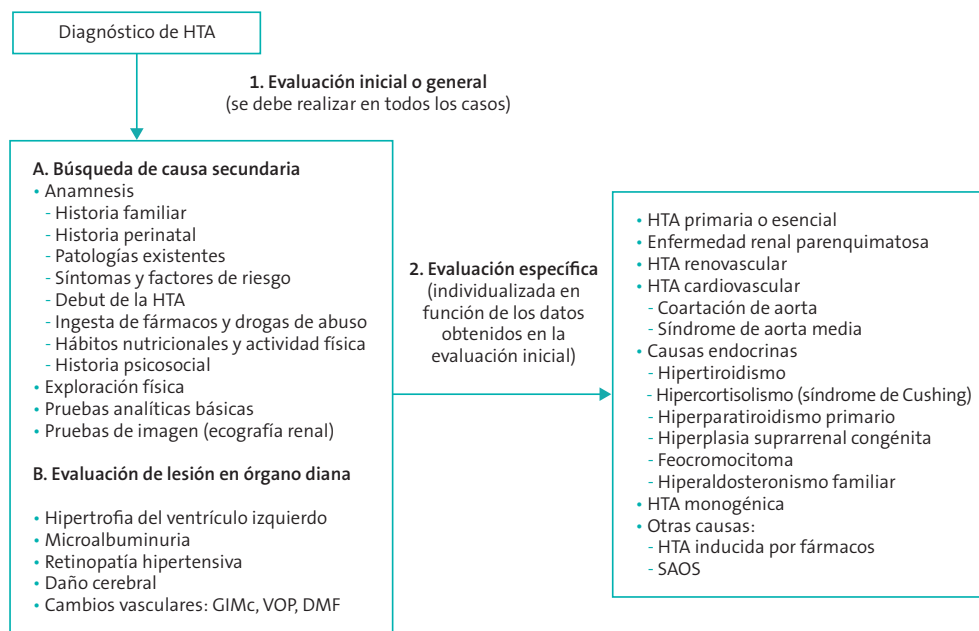 Diagnóstico de HTA
1. Evaluación inicial o general
(se debe realizar en todos los casos)
A. Búsqueda de causa secundaria
• Anamnesis
- Historia familiar
- Historia perinatal
- Patologías existentes
- Síntomas y factores de riesgo
- Debut de la HTA
- Ingesta de fármacos y drogas de abuso
- Hábitos nutricionales y actividad física
- Historia psicosocial
• Exploración física
• Pruebas analíticas básicas
• Pruebas de imagen (ecografía renal)
B. Evaluación de lesión en órgano diana
• Hipertrofia del ventrículo izquierdo
• Microalbuminuria
• Retinopatía hipertensiva
• Daño cerebral
• Cambios vasculares: GIMc, VOP, DMF
2. Evaluación específica
(individualizada en
función de los datos
obtenidos en la
evaluación inicial)
• HTA primaria o esencial
• Enfermedad renal parenquimatosa
• HTA renovascular
• HTA cardiovascular
- Coartación de aorta
- Síndrome de aorta media
• Causas endocrinas
- Hipertiroidismo
- Hipercortisolismo (síndrome de Cushing)
- Hiperparatiroidismo primario
- Hiperplasia suprarrenal congénita
- Feocromocitoma
- Hiperaldosteronismo familiar
• HTA monogénica
• Otras causas:
- HTA inducida por fármacos
- SAOS